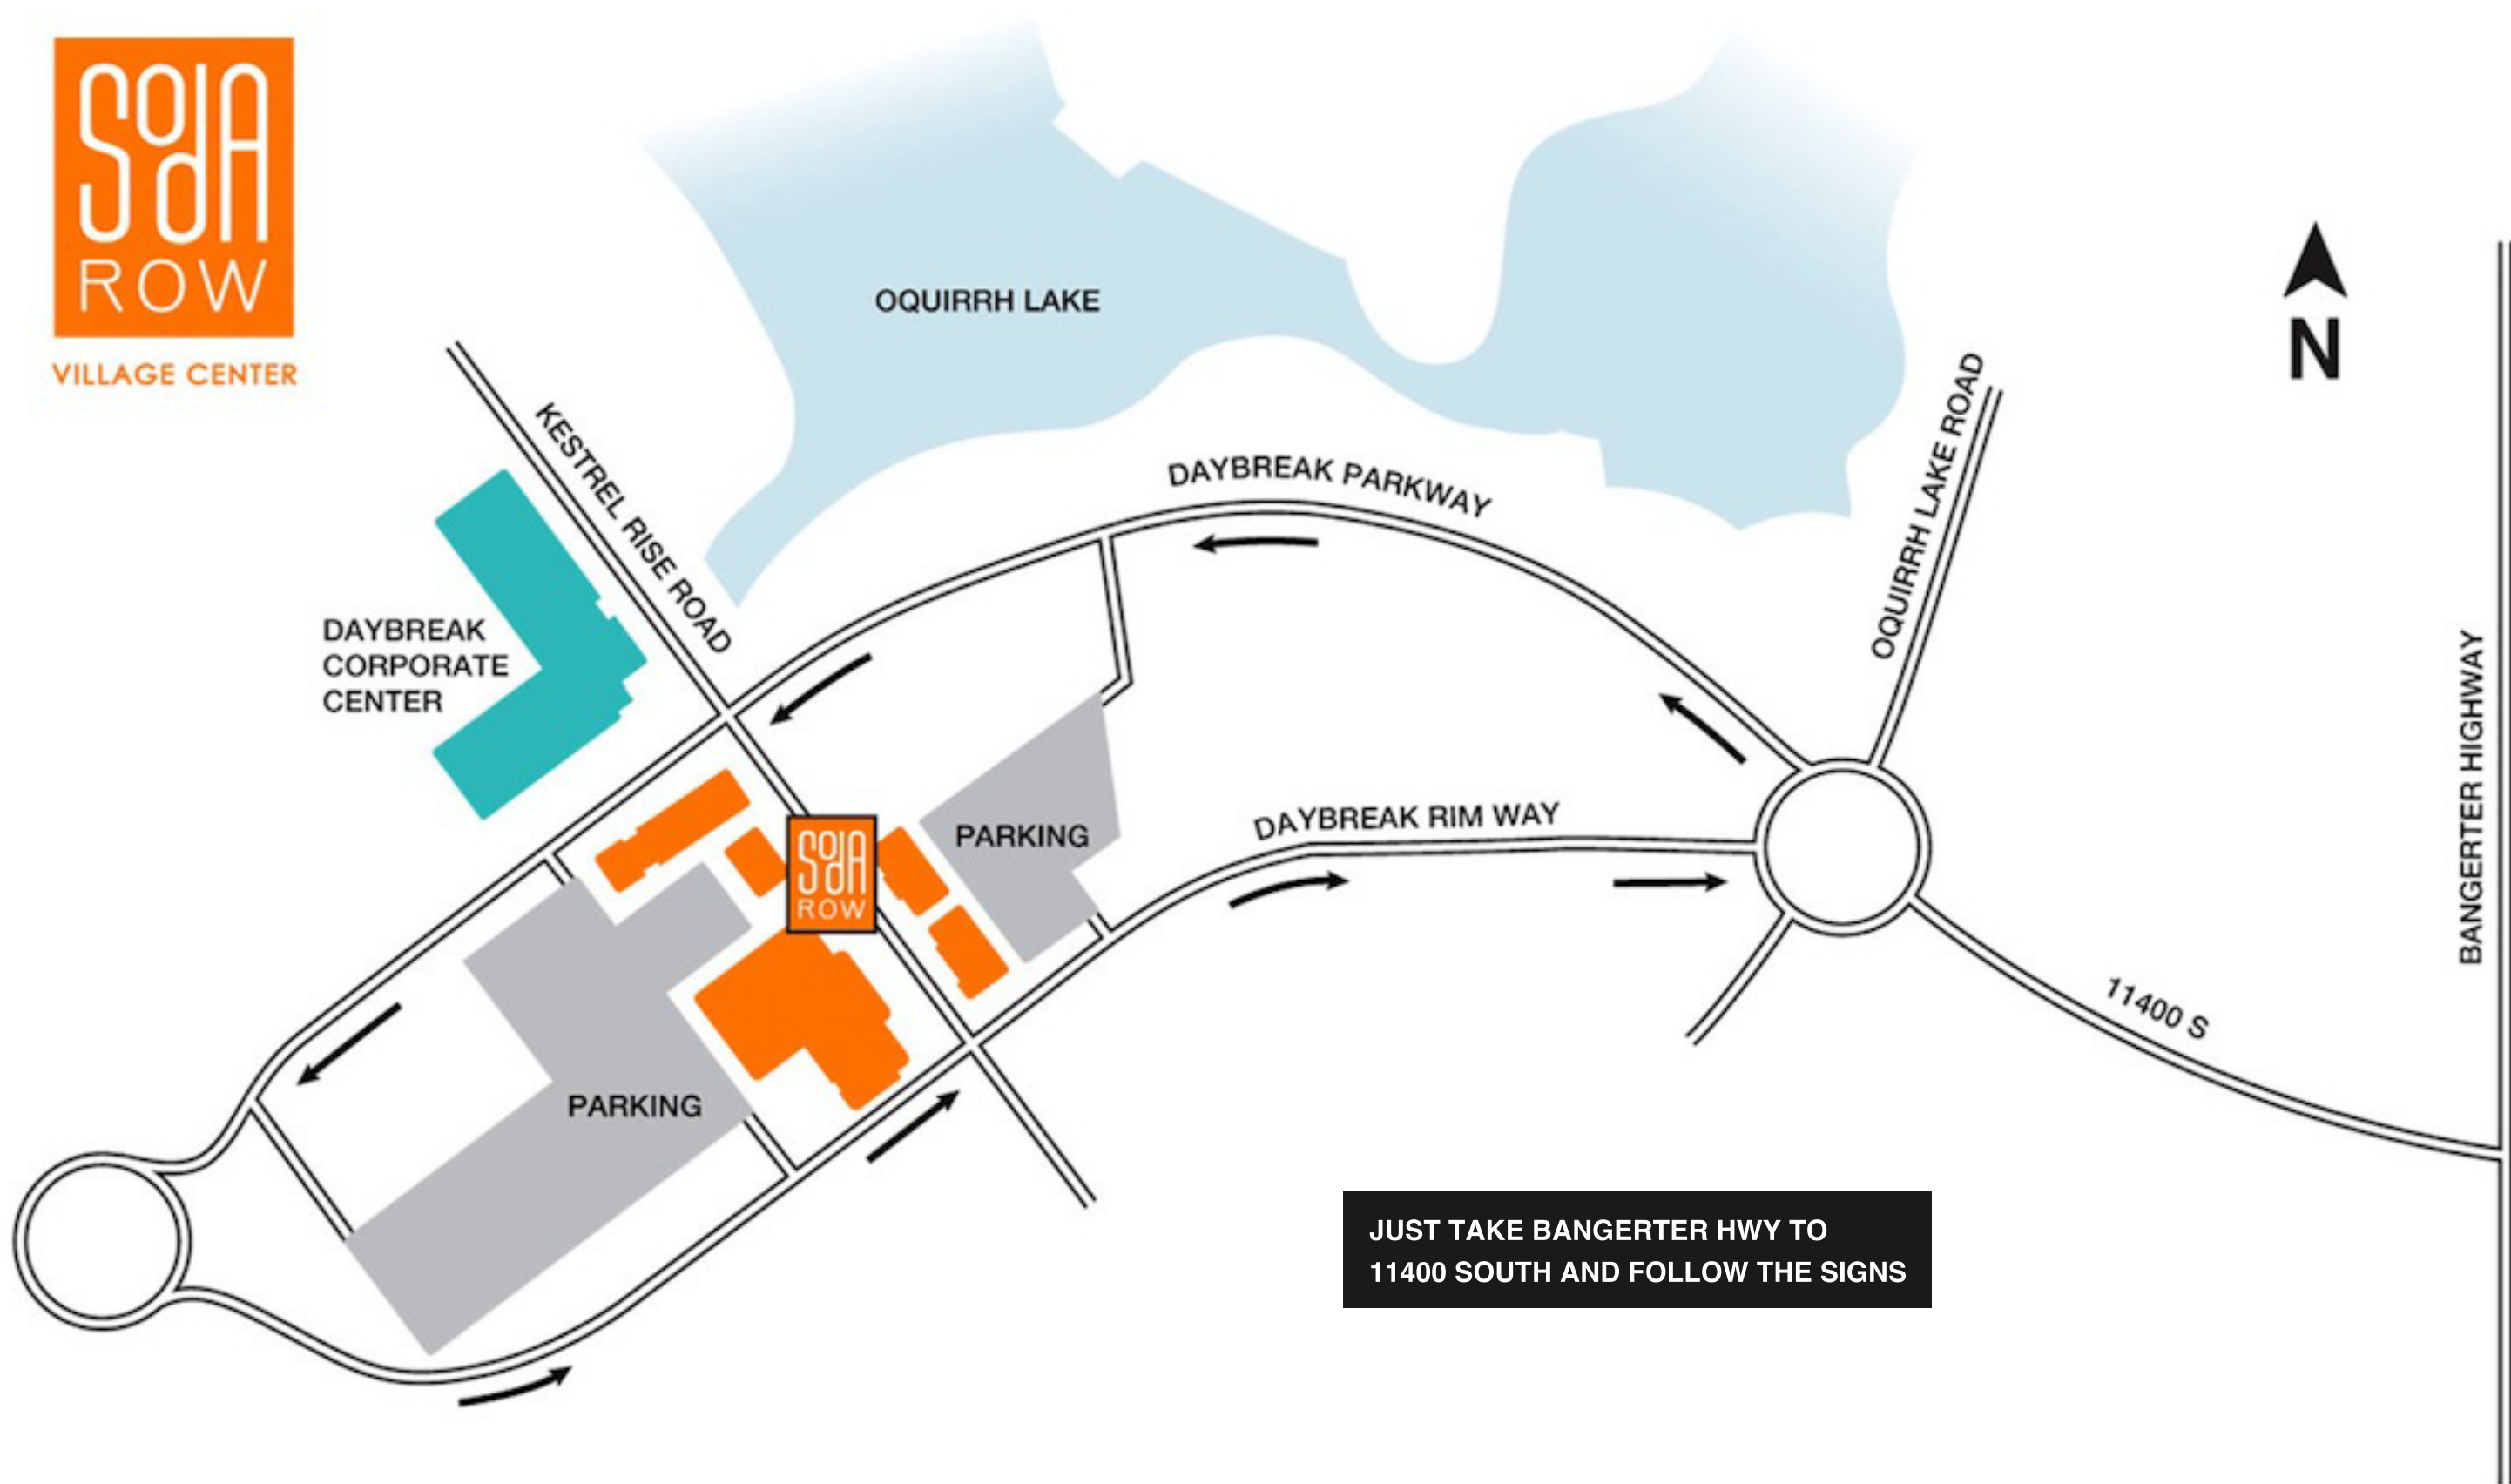 SODA
ROW
VILLAGE CENTER
OQUIRRH LAKE
N
KESTREL RISE ROAD
DAYBREAK PARKWAY
OQUIRRH LAKE ROAD
DAYBREAK
CORPORATE
CENTER
BANGERTER HIGHWAY
DAYBREAK RIM WAY
PARKING
SODA
ROW
11400 S
PARKING
JUST TAKE BANGERTER HWY TO
11400 SOUTH AND FOLLOW THE SIGNS